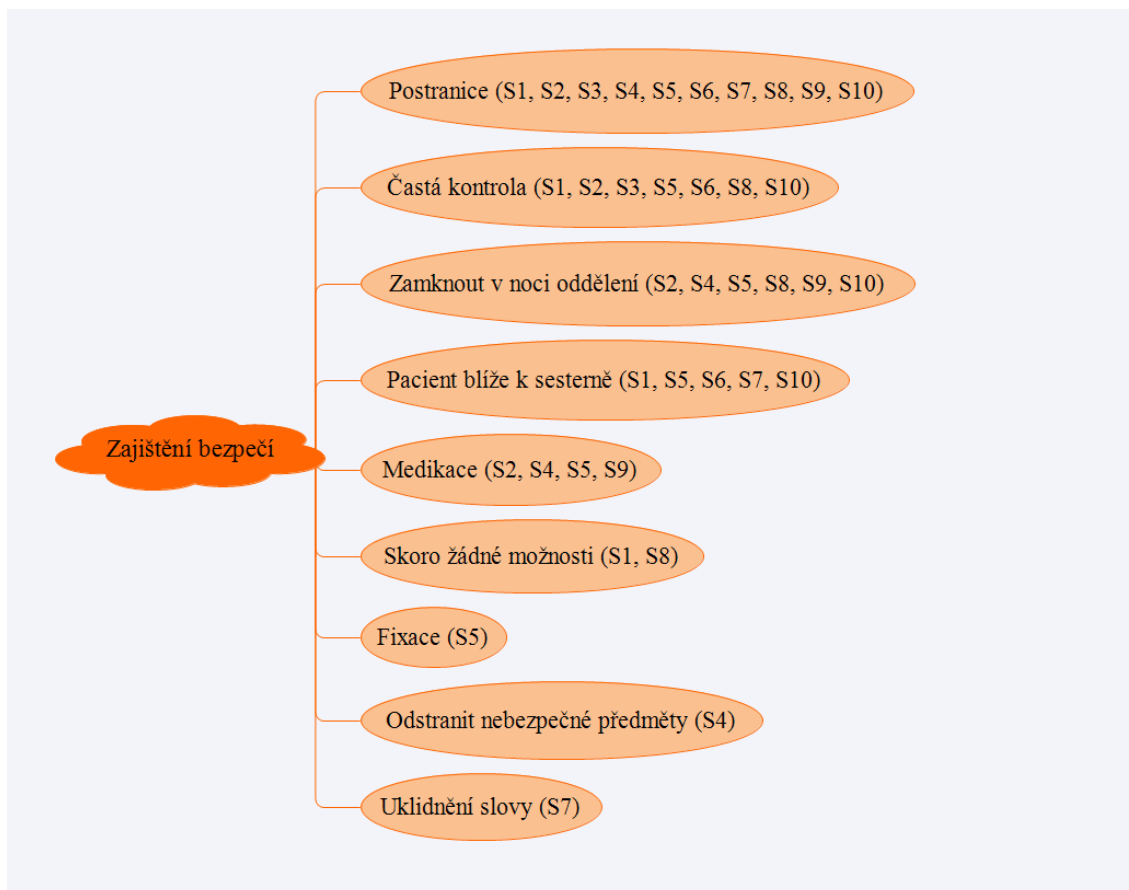 Postranice (S1, S2, S3, S4, S5, S6, S7, S8, S9, S10)
Častá kontrola (S1, S2, S3, S5, S6, S8, S10)
Zamknout v noci oddělení (S2, S4, S5, S8, S9, S10)
Pacient blíže k sesterně (S1, S5, S6, S7, S10)
Zajištění bezpečí
Medikace (S2, S4, S5, S9)
Skoro žádné možnosti (S1, S8)
Fixace (S5)
Odstranit nebezpečné předměty (S4)
Uklidnění slovy (S7)